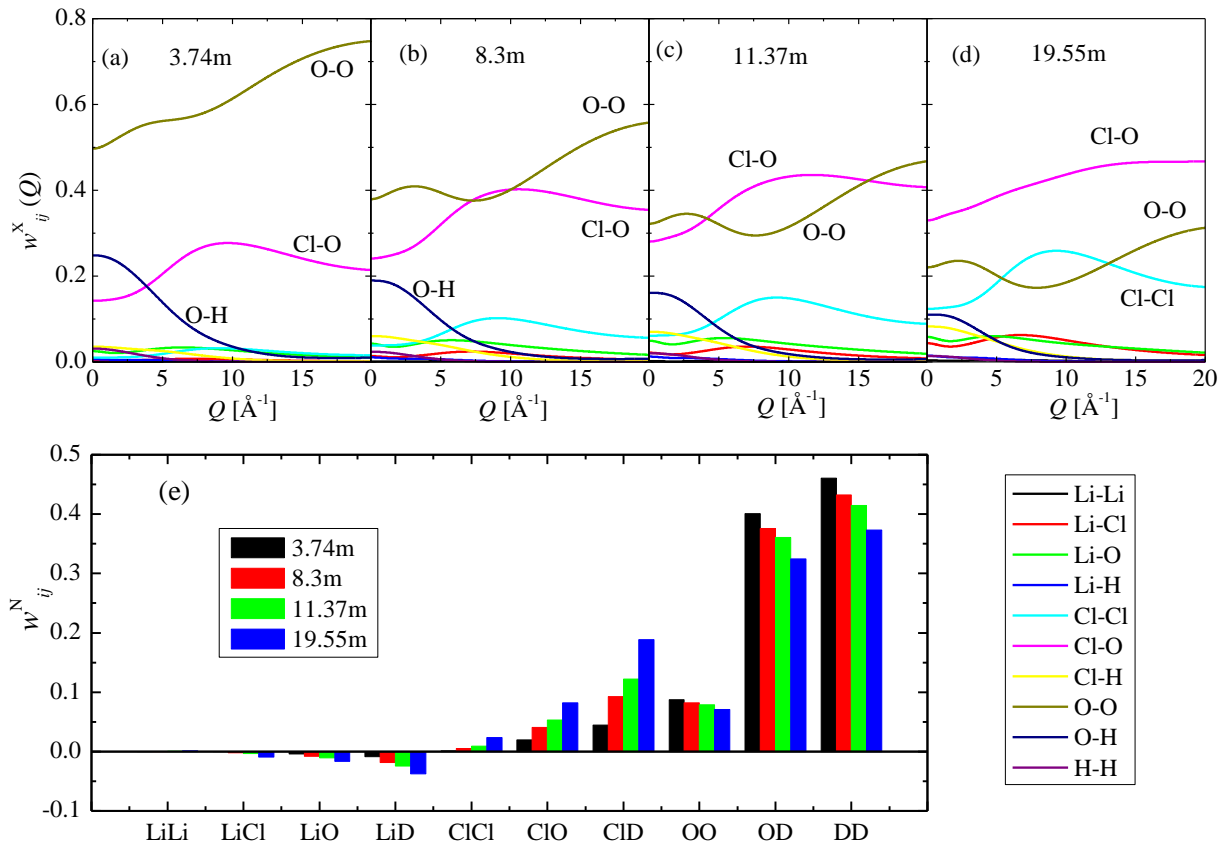 (a) 3.74m
(b) 8.3m
(c) 11.37m
(d) 19.55m
O-O
O-O
Cl-O
Cl-O
O-O
Cl-O
O-H
O-H
Cl-O
O-O
Cl-Cl
w^X_ij (Q)
0.8
0.6
0.4
0.2
0.0
0 5 10 15
0 5 10 15
0 5 10 15
0 5 10 15 20
Q [Å⁻¹]
Q [Å⁻¹]
Q [Å⁻¹]
Q [Å⁻¹]
(e)
w^N_ij
0.5
0.4
0.3
0.2
0.1
0.0
-0.1
3.74m
8.3m
11.37m
19.55m
LiLi LiCl LiO LiD ClCl ClO ClD OO OD DD
Li-Li
Li-Cl
Li-O
Li-H
Cl-Cl
Cl-O
Cl-H
O-O
O-H
H-H